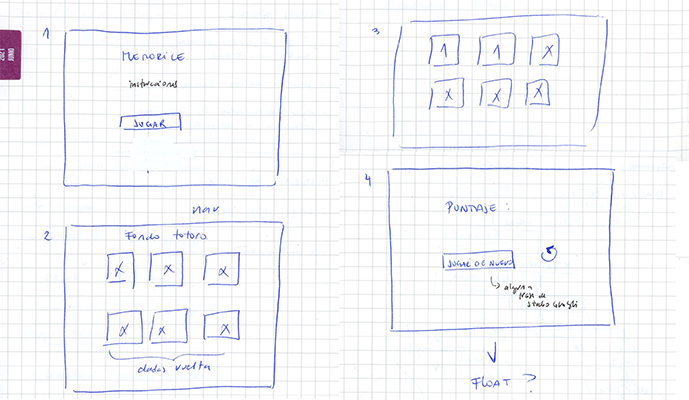 1
MEMORILE
instrucciones
JUGAR
nav
2
Fondo totoro
X X X
X X X
dadas vuelta
3
1 1 X
X X X
4
PUNTAJE:
JUGAR DE NUEVO
alguna
frase de
studio Ghibli
FLOAT?